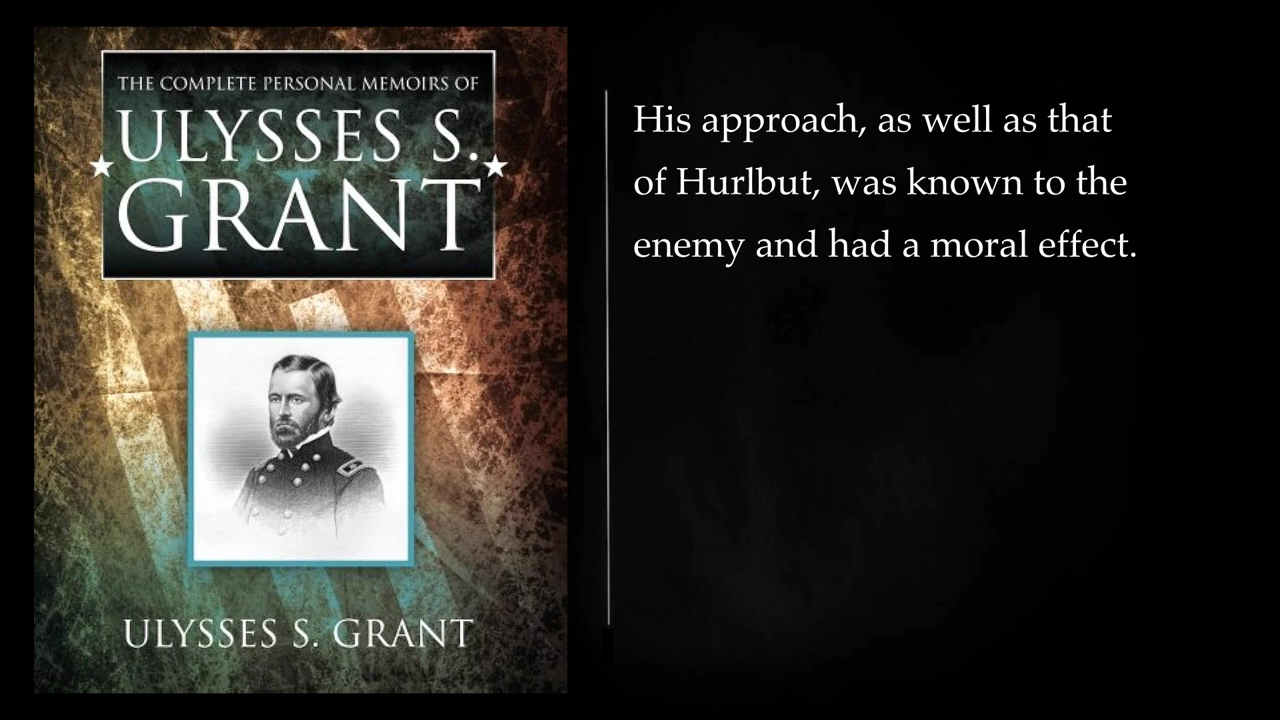 THE COMPLETE PERSONAL MEMOIRS OF
ULYSSES S.
GRANT
ULYSSES S. GRANT
His approach, as well as that
of Hurlbut, was known to the
enemy and had a moral effect.